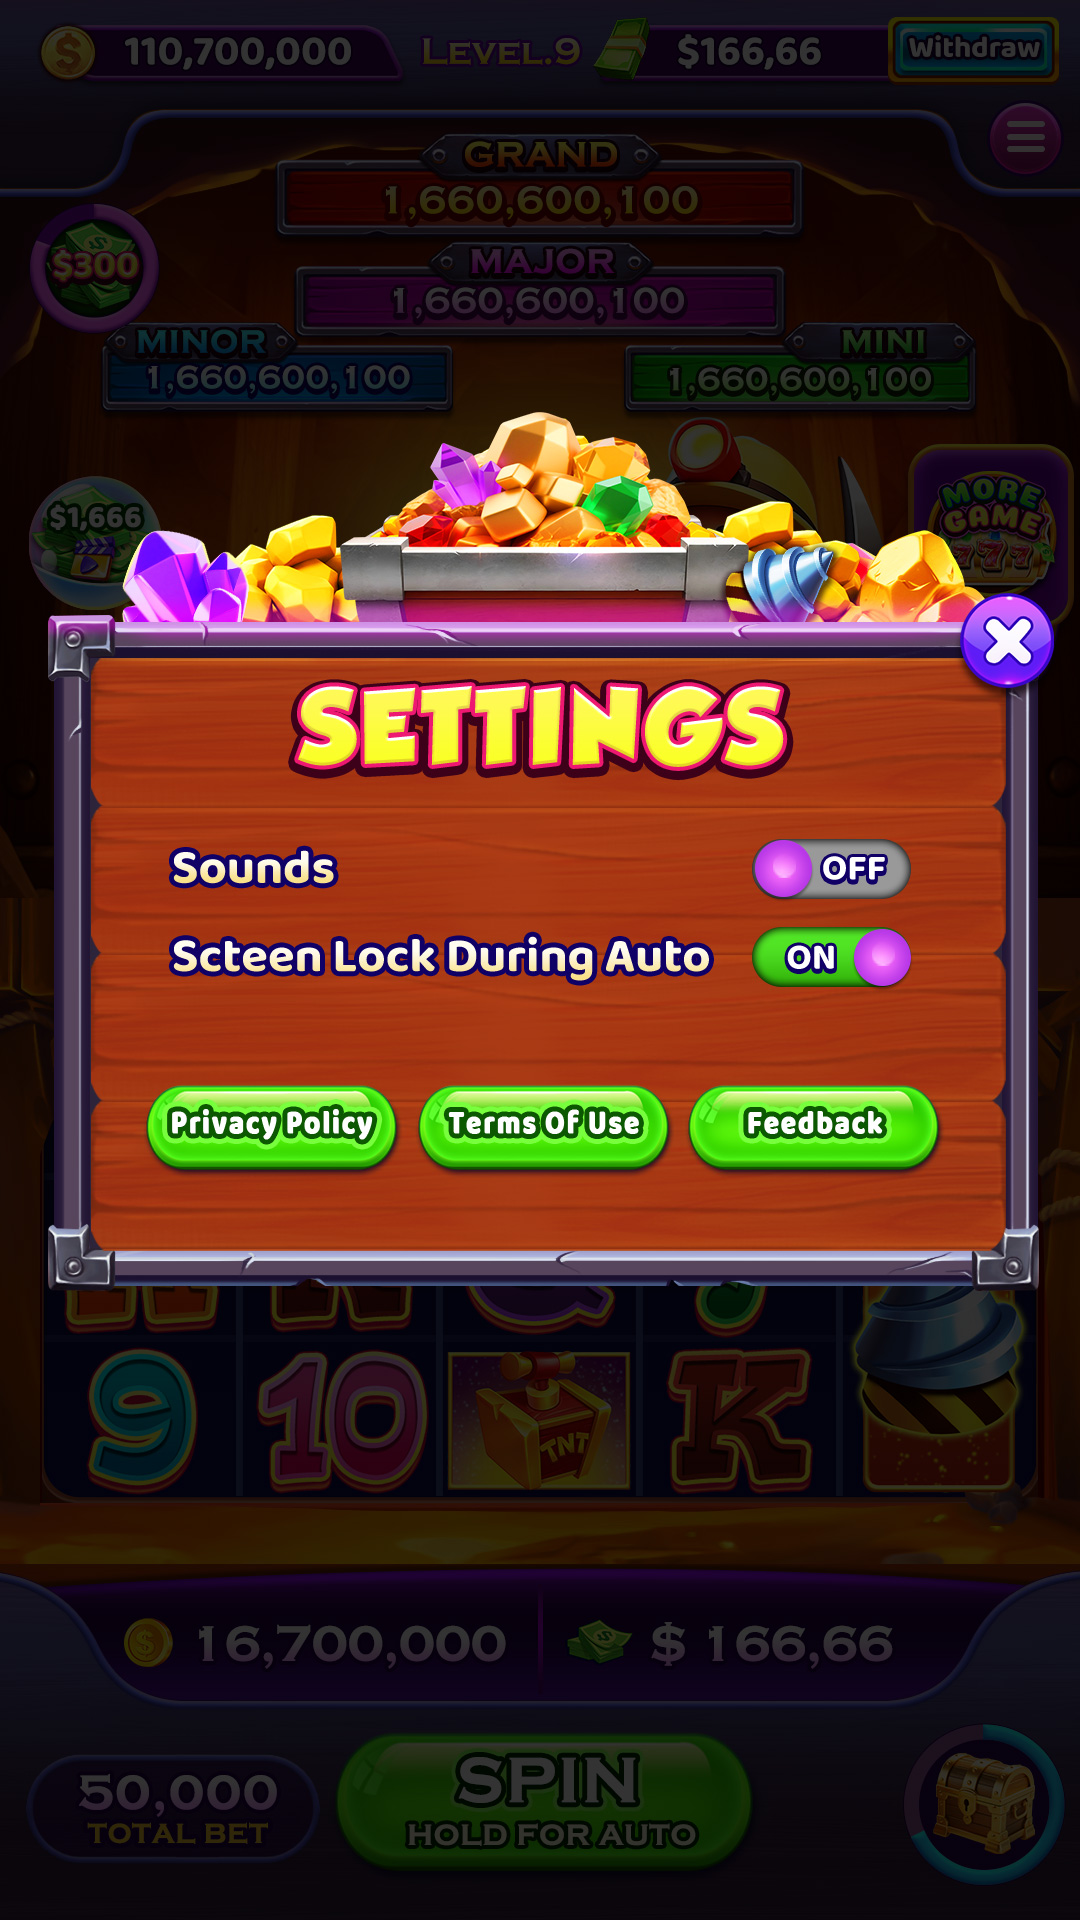 110,700,000
LEVEL.9
$166,66
Withdraw
GRAND
1,660,600,100
$300
MAJOR
1,660,600,100
MINOR
1,660,600,100
MINI
1,660,600,100
$1,666
MORE
GAME
777
SETTINGS
Sounds
OFF
Scteen Lock During Auto
ON
Privacy Policy
Terms Of Use
Feedback
9
10
TNT
K
16,700,000
$ 166,66
50,000
TOTAL BET
SPIN
HOLD FOR AUTO